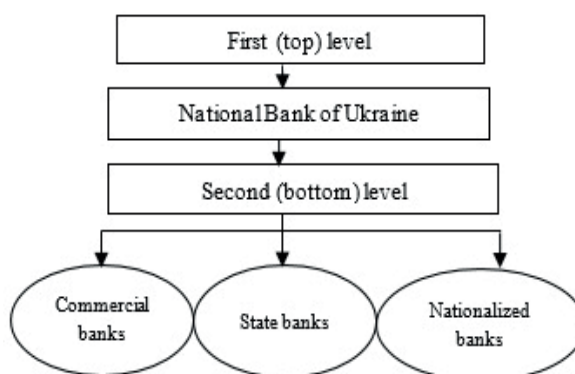 First (top) level
National Bank of Ukraine
Second (bottom) level
Commercial
banks
State banks
Nationalized
banks